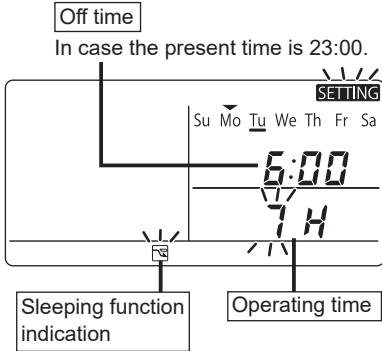 Off time
In case the present time is 23:00.
SETTING
Su Mo Tu We Th Fr Sa
6:00
7 H
Sleeping function
indication
Operating time